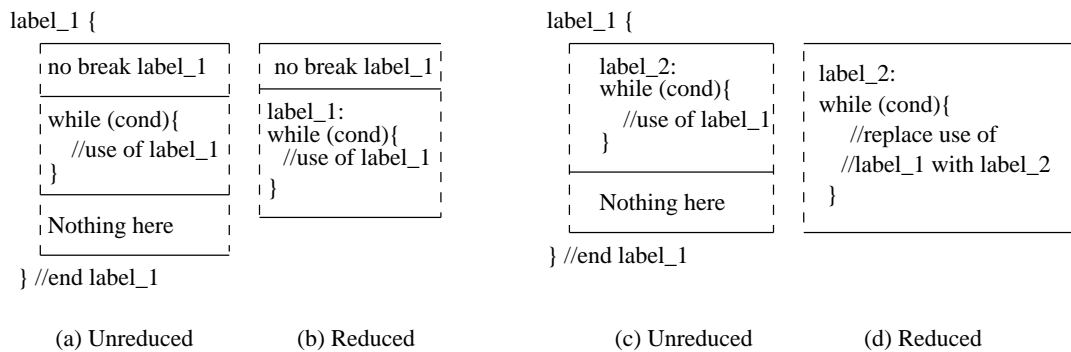 label_1 {
no break label_1
while (cond){
//use of label_1
}
Nothing here
} //end label_1
(a) Unreduced
no break label_1
label_1:
while (cond){
//use of label_1
}
(b) Reduced
label_1 {
label_2:
while (cond){
//use of label_1
}
Nothing here
} //end label_1
(c) Unreduced
label_2:
while (cond){
//replace use of
//label_1 with label_2
}
(d) Reduced